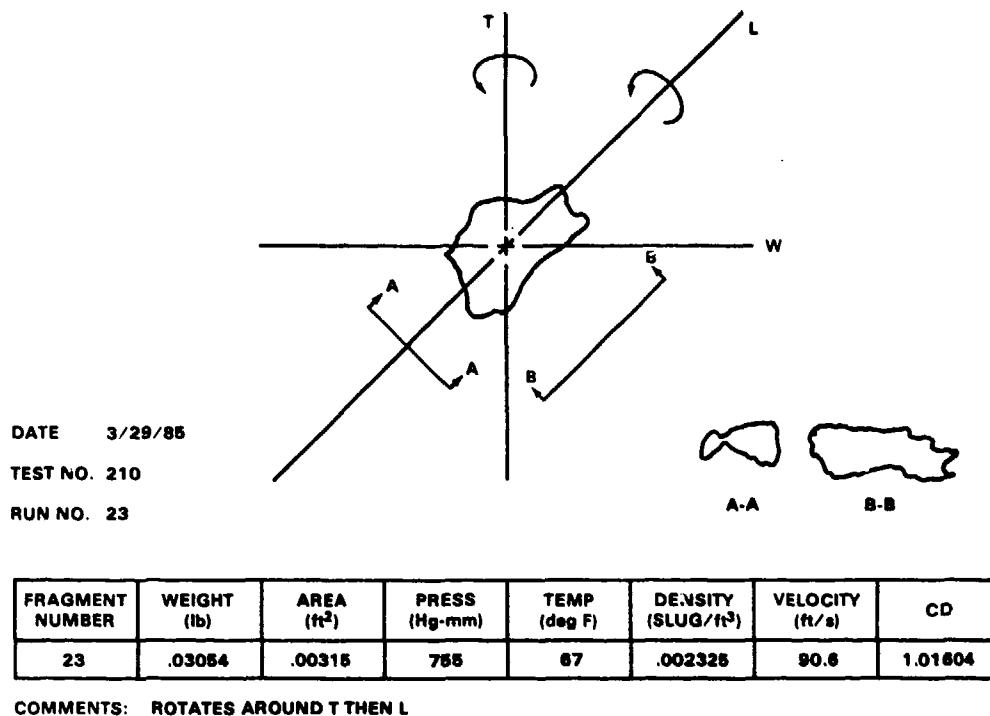 T
L
W
A
A
B
B
DATE 3/29/85
TEST NO. 210
RUN NO. 23
A-A B-B
FRAGMENT NUMBER WEIGHT (lb) AREA (ft²) PRESS (Hg-mm) TEMP (deg F) DENSITY (SLUG/ft³) VELOCITY (ft/s) CD
23 .03054 .00315 755 67 .002325 90.6 1.01604
COMMENTS: ROTATES AROUND T THEN L